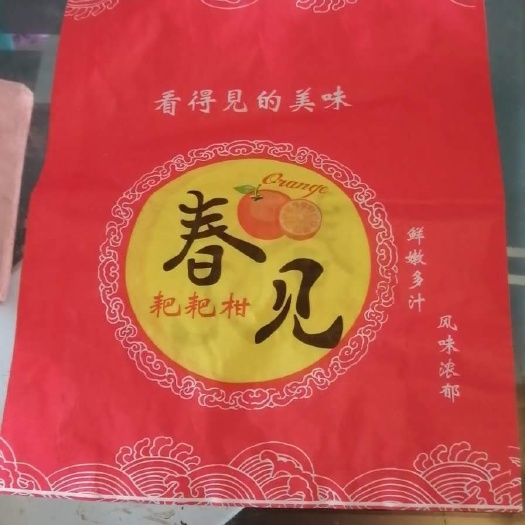 看得見的美味
Orange
春见
耙耙柑
鲜嫩多汁
风味浓郁